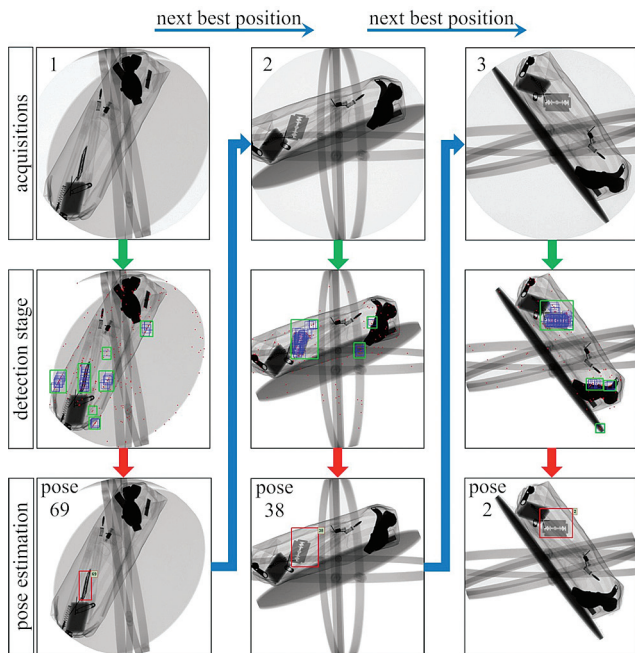 next best position
next best position
acquisitions
1
2
3
detection stage
pose estimation
pose
69
pose
38
pose
2